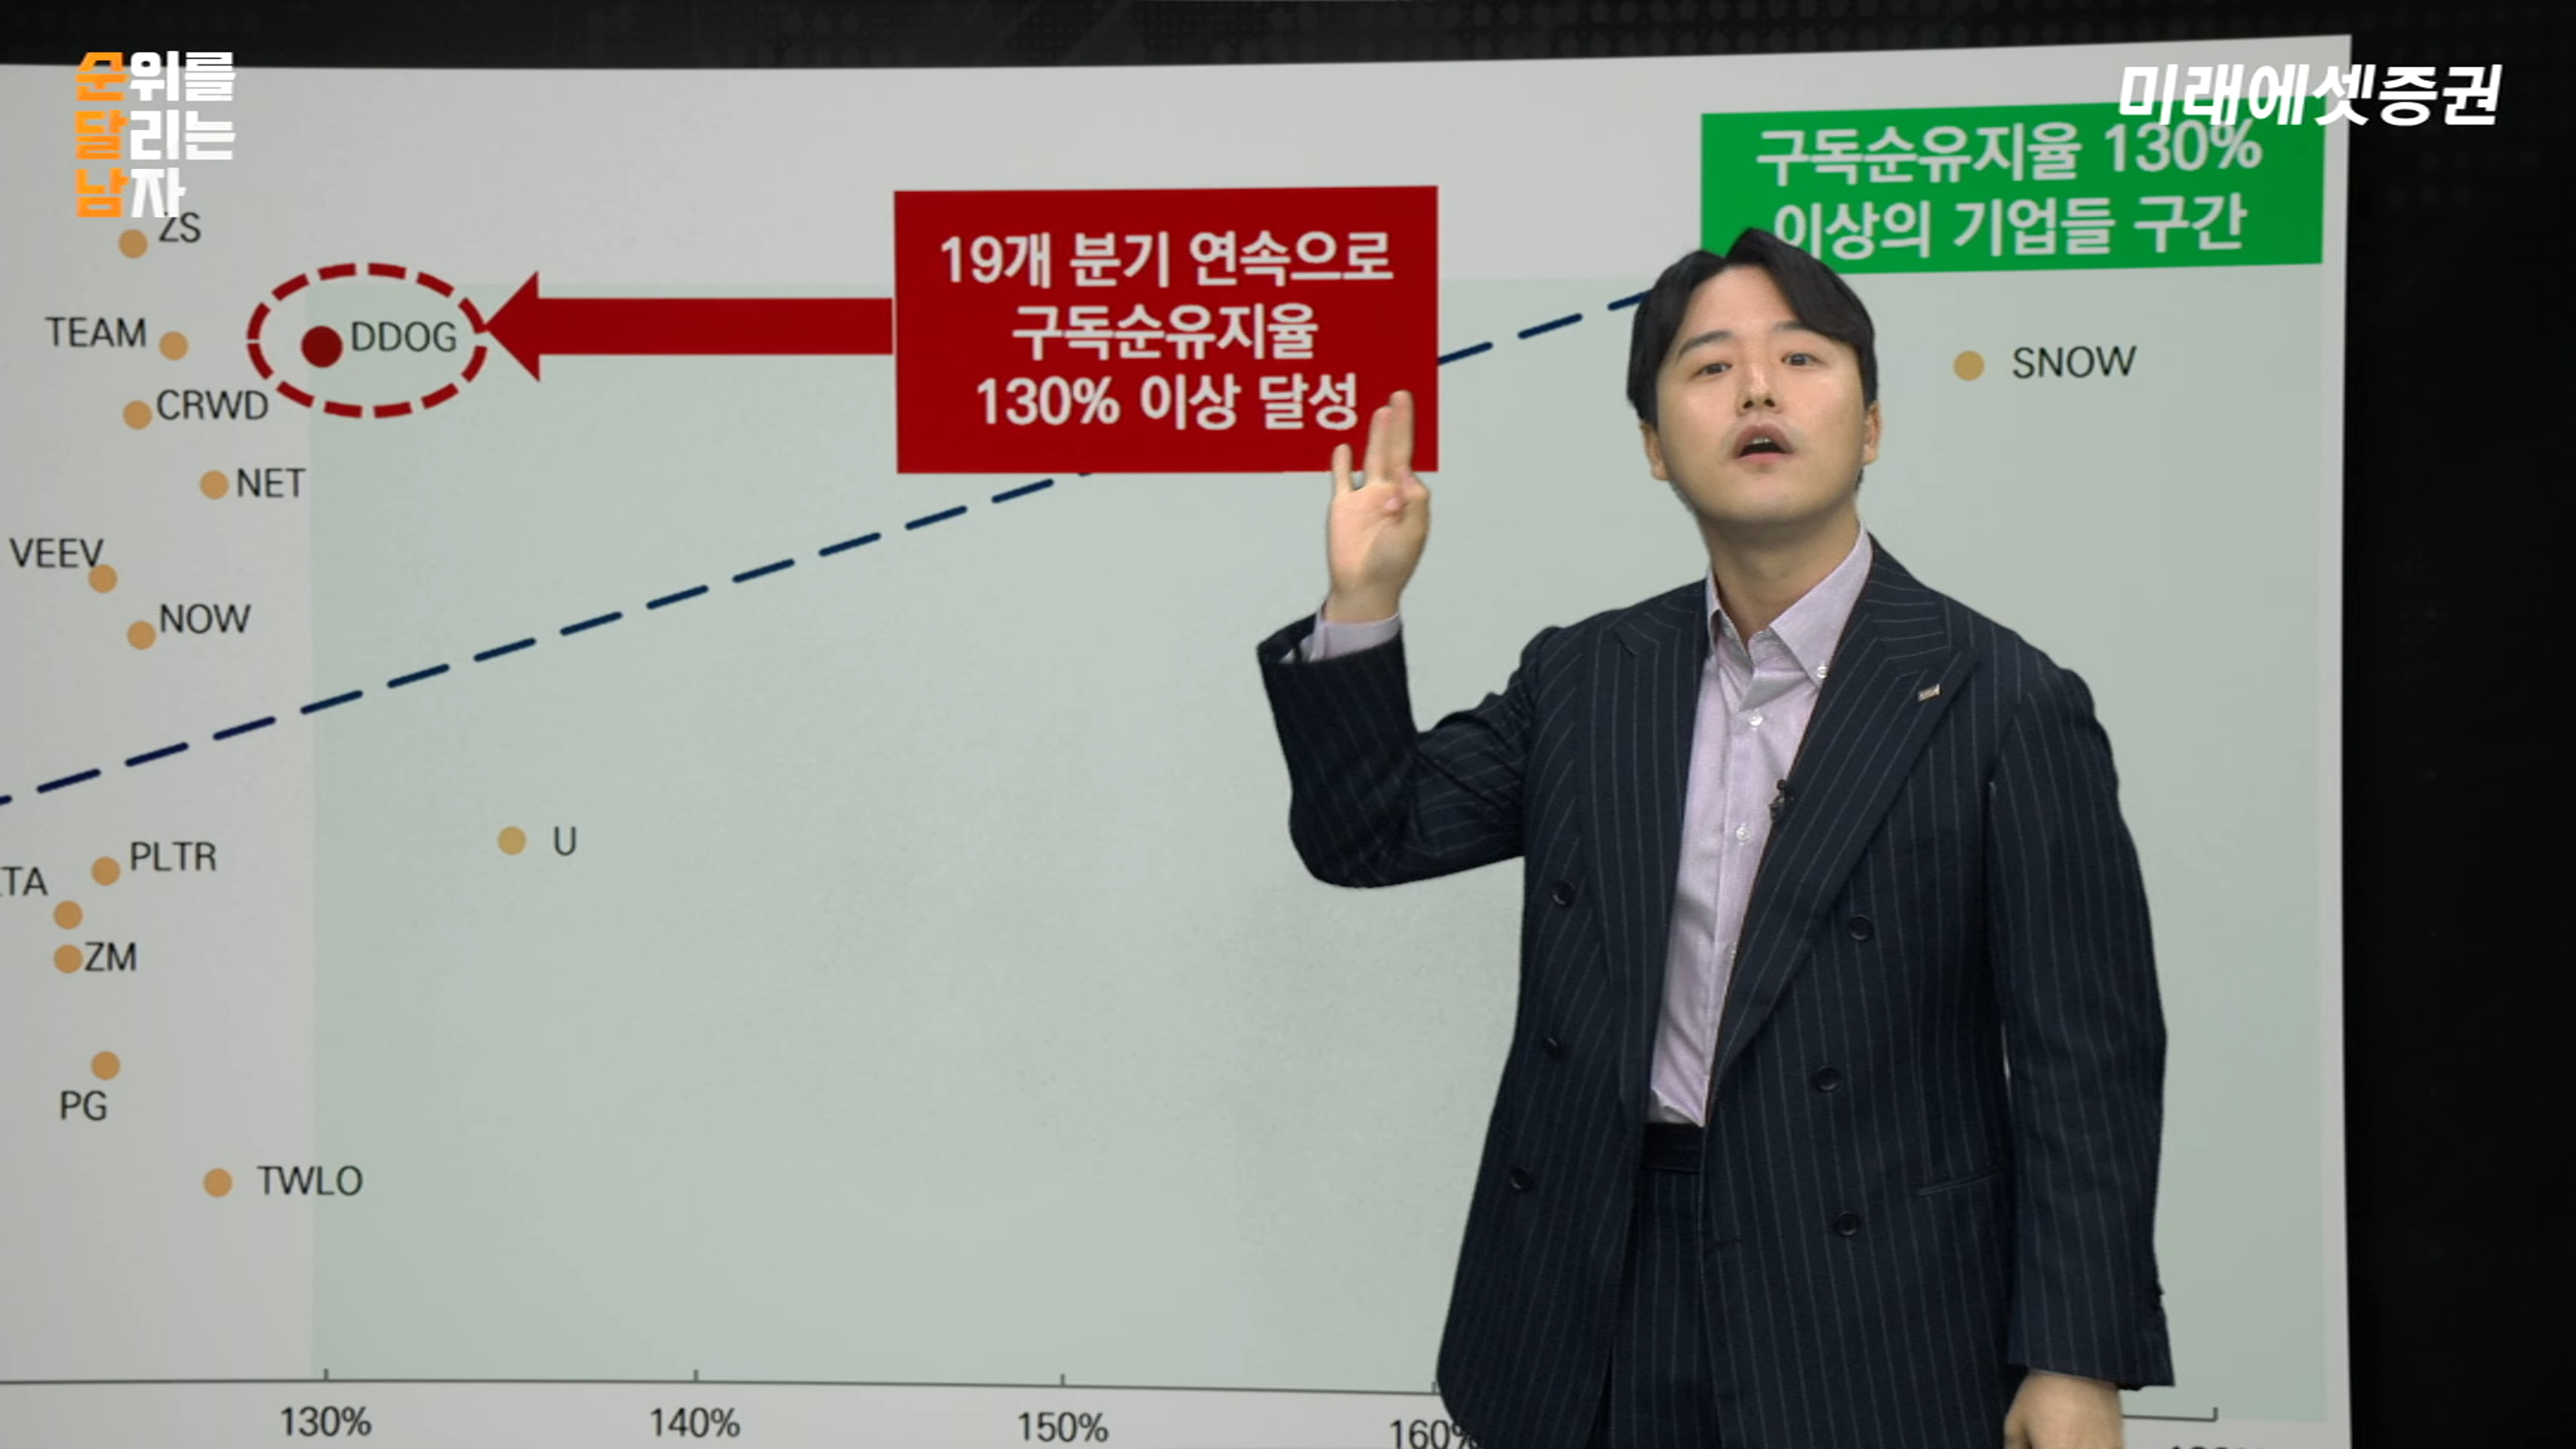 순위를
달리는
남자
미래에셋증권
구독순유지율 130%
이상의 기업들 구간
19개 분기 연속으로
구독순유지율
130% 이상 달성
ZS
TEAM
DDOG
CRWD
SNOW
NET
VEEV
NOW
PLTR
U
TA
ZM
PG
TWLO
130%
140%
150%
160%